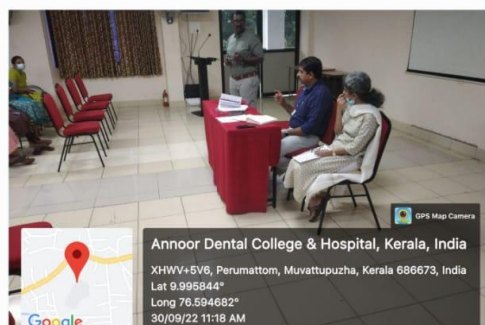 GPS Map Camera
Annoor Dental College & Hospital, Kerala, India
XHWV+5V6, Perumattom, Muvattupuzha, Kerala 686673, India
Lat 9.995844°
Long 76.594682°
30/09/22 11:18 AM
Google